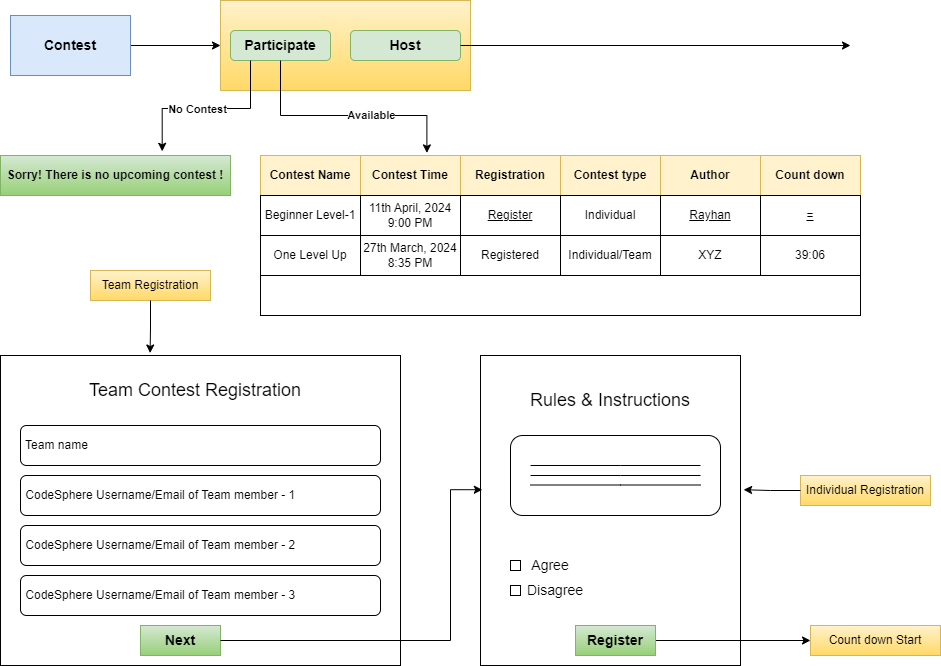 Contest
Participate
Host
No Contest
Available
Sorry! There is no upcoming contest !
Contest Name
Contest Time
Registration
Contest type
Author
Count down
Beginner Level-1
11th April, 2024
9:00 PM
Register
Individual
Rayhan
=
One Level Up
27th March, 2024
8:35 PM
Registered
Individual/Team
XYZ
39:06
Team Registration
Team Contest Registration
Team name
CodeSphere Username/Email of Team member - 1
CodeSphere Username/Email of Team member - 2
CodeSphere Username/Email of Team member - 3
Next
Rules & Instructions
Agree
Disagree
Register
Individual Registration
Count down Start